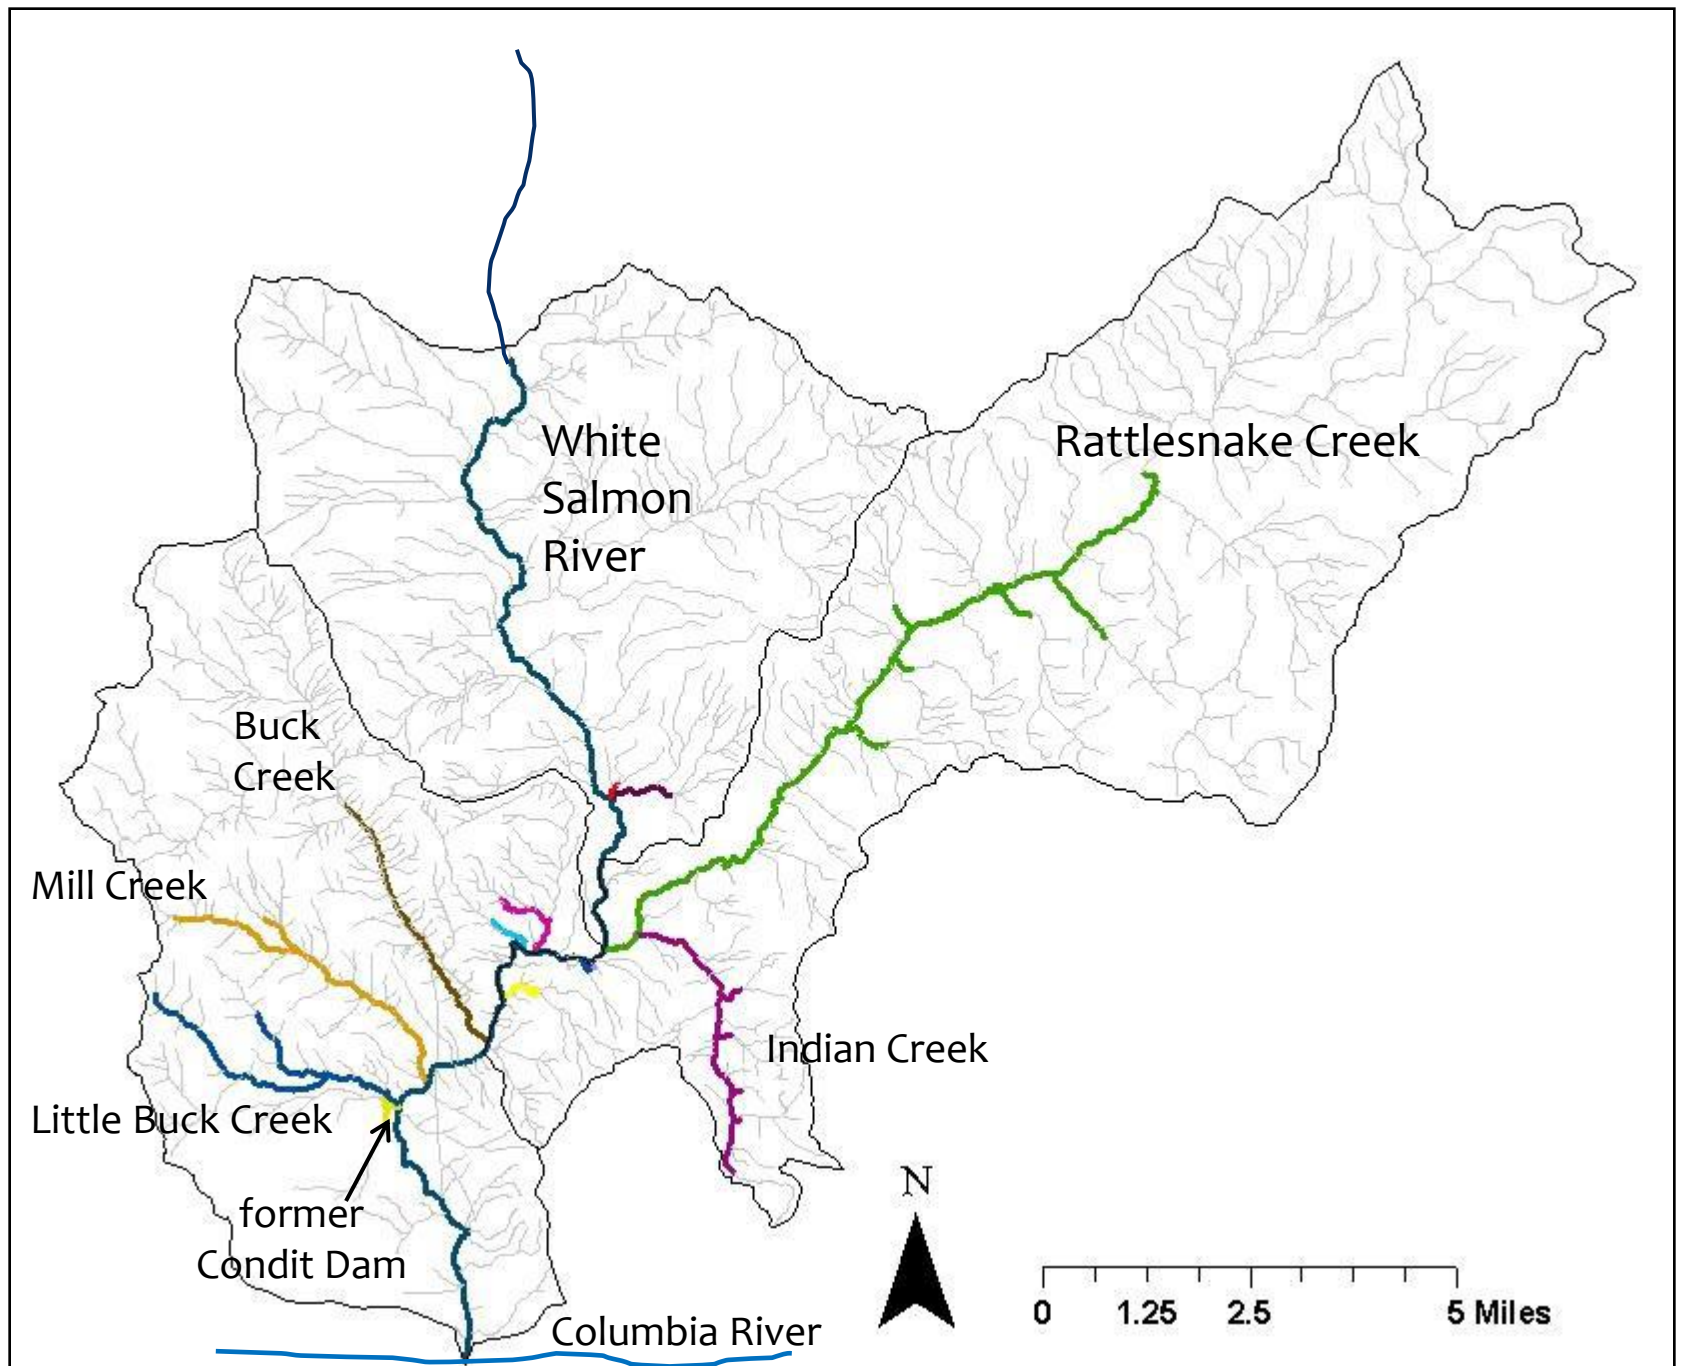 White
Salmon
River
Rattlesnake Creek
Buck
Creek
Mill Creek
Indian Creek
Little Buck Creek
former
Condit Dam
N
0 1.25 2.5 5 Miles
Columbia River